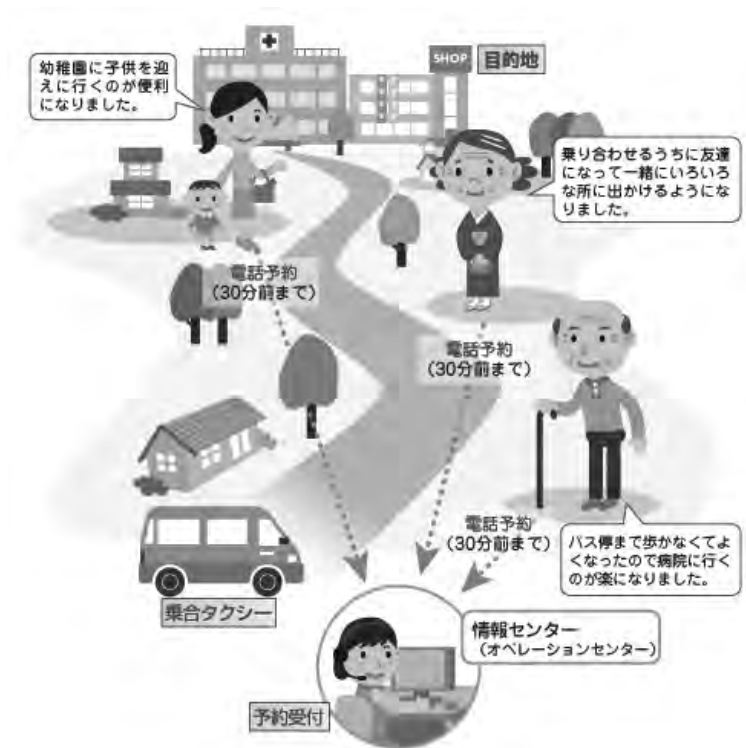 SHOP
目的地
幼稚園に子供を迎
えに行くのが便利
になりました。
乗り合わせるうちに友達
になって一緒にいろいろ
な所に出かけるようにな
りました。
電話予約
(30分前まで)
電話予約
(30分前まで)
電話予約
(30分前まで)
バス停まで歩かなくてよ
くなったので病院に行く
のが楽になりました。
乗合タクシー
情報センター
(オペレーションセンター)
予約受付